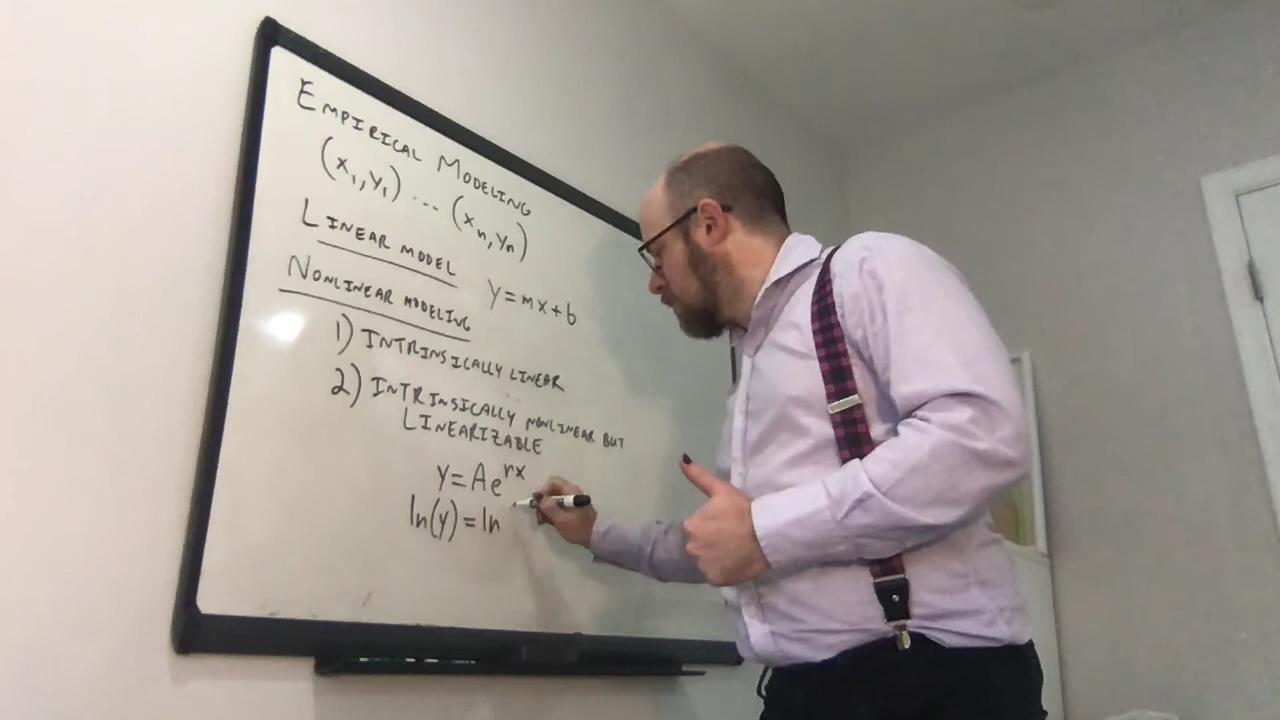 EMPIRICAL MODELING
(x₁,y₁) ... (xₙ,yₙ)
LINEAR MODEL y=mx+b
NONLINEAR MODELING
1) INTRINSICALLY LINEAR
2) INTRINSICALLY NONLINEAR BUT
LINEARIZABLE
y=Ae^rx
ln(y)=ln